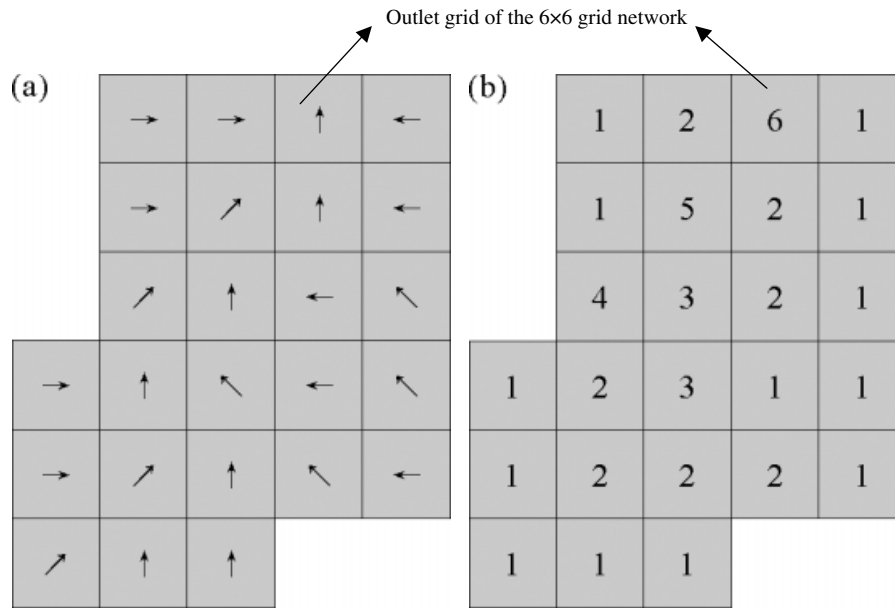 Outlet grid of the 6×6 grid network
(a)
(b)
1 2 6 1
1 5 2 1
4 3 2 1
1 2 3 1 1
1 2 2 2 1
1 1 1